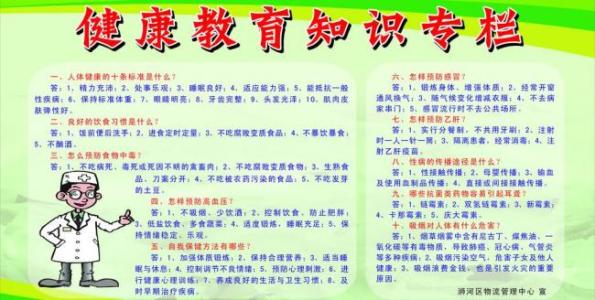 健康教育知识专栏
一、人体健康的十条标准是什么？
答：1、精力充沛；2、处事乐观；3、睡眠良好；4、适应能力强；5、能抵抗一般
性疾病；6、保持标准体重；7、眼睛明亮；8、牙齿完整；9、头发光泽；10、肌肉皮
肤弹性好。
二、良好的饮食习惯是什么？
答：1、饭前便后洗手；2、进食定时定量；3、不吃腐败变质食品；4、不暴饮暴食；
5、不酗酒。
三、怎么预防食物中毒？
答：1、不吃病死、毒死或死因不明的禽畜肉；2、不吃腐败变质食物；3、生熟食
品、刀案分开；4、不吃被农药污染的食品；5、不吃发芽
的土豆。
四、怎样预防高血压？
答：1、不吸烟、少饮酒；2、控制饮食、防止肥胖；
3、低盐饮食、多食蔬菜；4、适度锻炼、睡眠充足；5、保
持情绪稳定、乐观。
五、自我保健方法有哪些？
答：1、加强体质锻炼；2、保持合理营养；3、适当睡
眠与休息；4、控制调节不良情绪；5、预防心理刺激；6、进
行健康心理训练；7、养成良好的生活与卫生习惯；8、及
时早期治疗疾病。
六、怎样预防感冒？
答：1、锻炼身体、增强体质；2、经常开窗
通风换气；3、随气候变化增减衣服；4、不去病
家串门；5、感冒流行时不去公共场所。
七、怎样预防乙肝？
答：1、实行分餐制，不共用牙刷；2、注射
时一人一针一筒；3、隔离患者、经常消毒；4、注
射乙肝疫苗。
八、性病的传播途径是什么？
答：1、性接触传播；2、母婴传播；3、输血
及使用血制品传播；4、直接或间接接触传播。
九、哪些抗菌类药物容易引起耳聋？
答：1、链霉素；2、双氢链霉素；3、新霉素；
4、卡那霉素；5、庆大霉素。
十、吸烟对人体有什么危害？
答：1、烟草烟雾中含有尼古丁、煤焦油、一
氧化碳等有毒物质，导致肺癌、冠心病、气管炎
等多种疾病；2、吸烟污染空气，危害子女及他人
健康。3、吸烟浪费金钱，也是引发火灾的重要
原因。
浉河区物流管理中心 宣